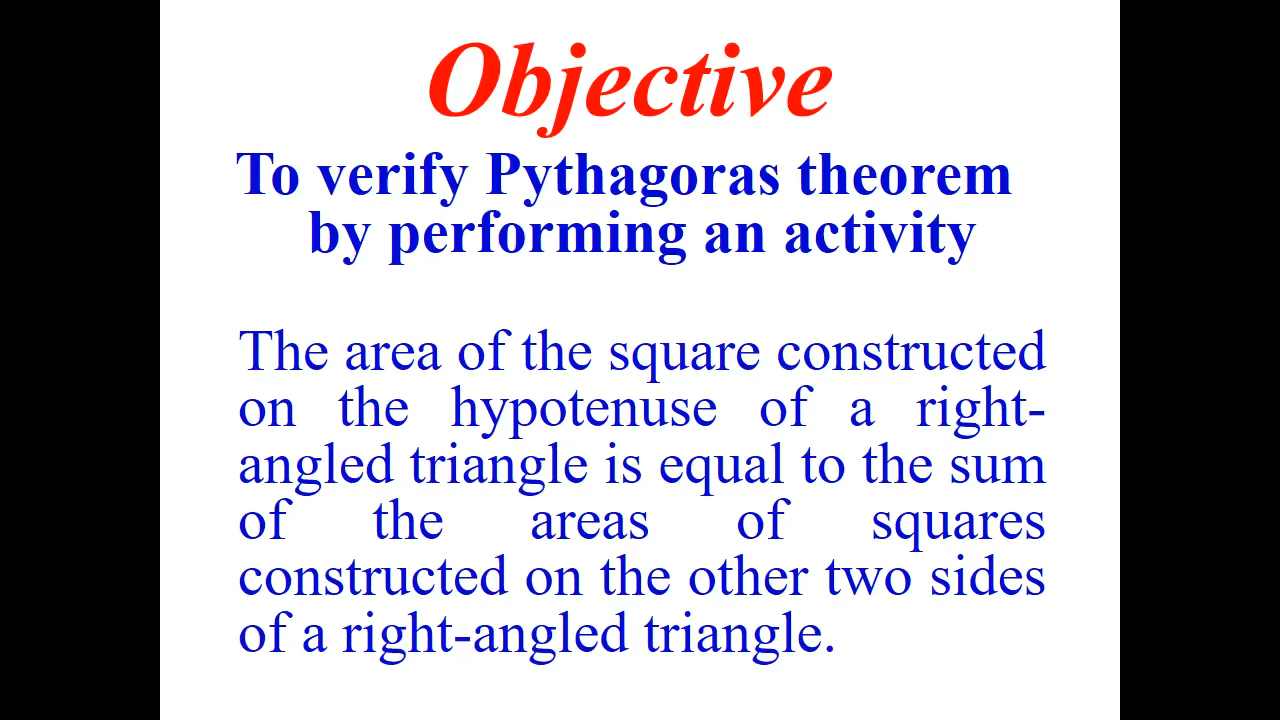 Objective
To verify Pythagoras theorem
by performing an activity
The area of the square constructed
on the hypotenuse of a right-
angled triangle is equal to the sum
of the areas of squares
constructed on the other two sides
of a right-angled triangle.